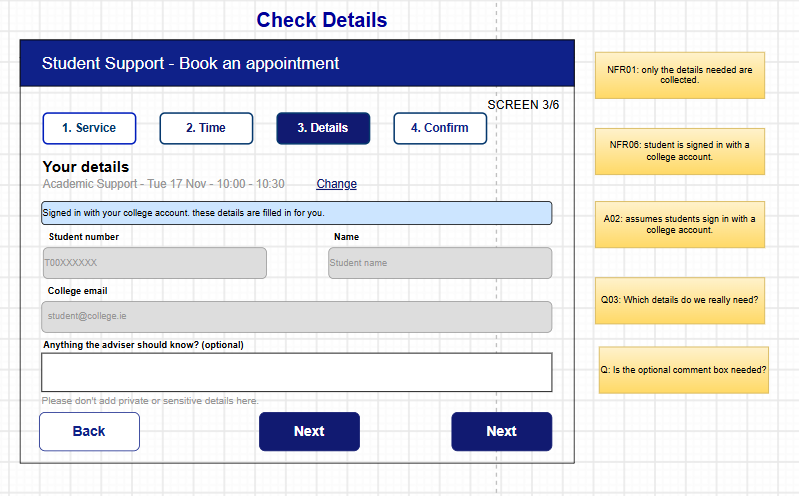 Check Details
Student Support - Book an appointment
SCREEN 3/6
1. Service
2. Time
3. Details
4. Confirm
Your details
Academic Support - Tue 17 Nov - 10:00 - 10:30
Change
Signed in with your college account. these details are filled in for you.
Student number
Name
T00XXXXXX
Student name
College email
student@college.ie
Anything the adviser should know? (optional)
Please don't add private or sensitive details here.
Back
Next
Next
NFR01: only the details needed are
collected.
NFR06: student is signed in with a
college account.
A02: assumes students sign in with a
college account.
Q03: Which details do we really need?
Q: Is the optional comment box needed?